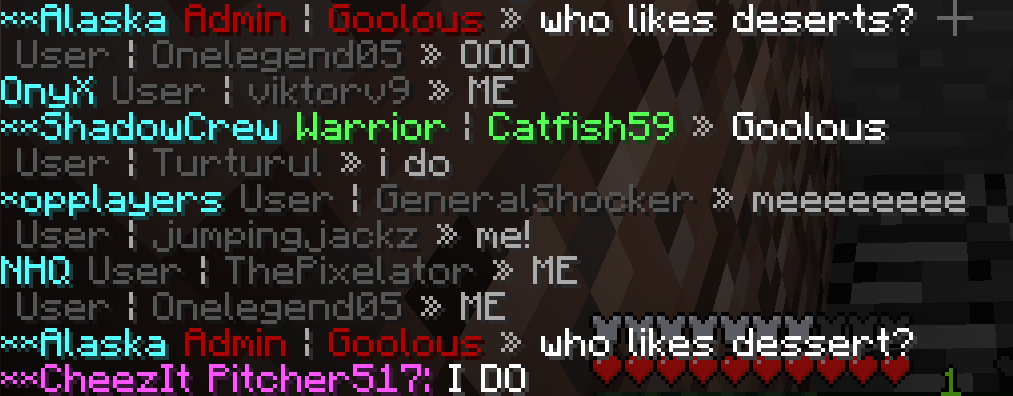 ××Alaska Admin ¦ Goolous » who likes deserts?
User ¦ Onelegend05 » OOO
OnyX User ¦ viktorv9 » ME
××ShadowCrew Warrior ¦ Catfish59 » Goolous
User ¦ Turturul » i do
×opplayers User ¦ GeneralShocker » meeeeeeeee
User ¦ jumpingjackz » me!
NHQ User ¦ ThePixelator » ME
User ¦ Onelegend05 » ME
××Alaska Admin ¦ Goolous » who likes dessert?
××CheezIt Pitcher517: I DO
1